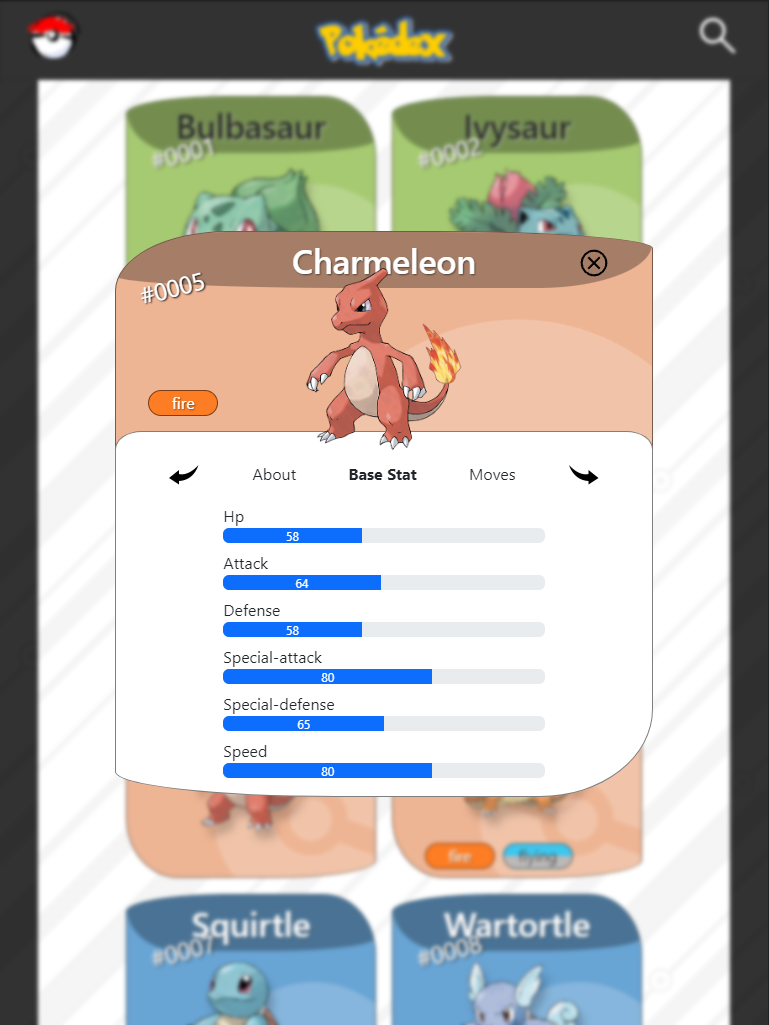 Pokédex
Bulbasaur
Ivysaur
#0001
#0002
Charmeleon
#0005
fire
About
Base Stat
Moves
Hp
58
Attack
64
Defense
58
Special-attack
80
Special-defense
65
Speed
80
fire
flying
Squirtle
Wartortle
#0007
#0008